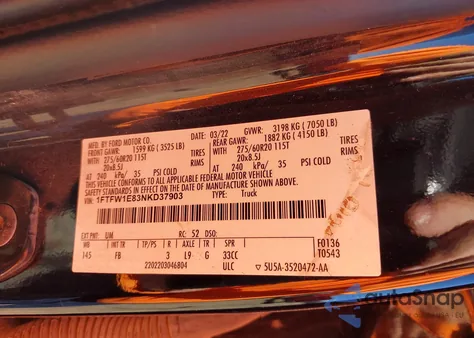 MFD. BY FORD MOTOR CO.
03/22 GVWR: 3198 KG (7050 LB)
FRONT GAWR: 1599 KG (3525 LB) REAR GAWR: 1882 KG (4150 LB)
275/60R20 115T TIRES 275/60R20 115T TIRES
20x8.5J RIMS 20x8.5J RIMS
AT 240 kPa/ 35 PSI COLD AT 240 kPa/ 35 PSI COLD
THIS VEHICLE CONFORMS TO ALL APPLICABLE FEDERAL MOTOR VEHICLE
SAFETY STANDARDS IN EFFECT ON THE DATE OF MANUFACTURE SHOWN ABOVE.
VIN: 1FTFW1E83NKD37903 TYPE: Truck
EXT PNT: UM RC: 52 DSO: F0136
WB INT TR TP/PS R AXLE TR SPR T0543
145 FB 3 L9 G 33CC
2202203046804 ULC ▽ 5U5A-3520472-AA
autoSnap